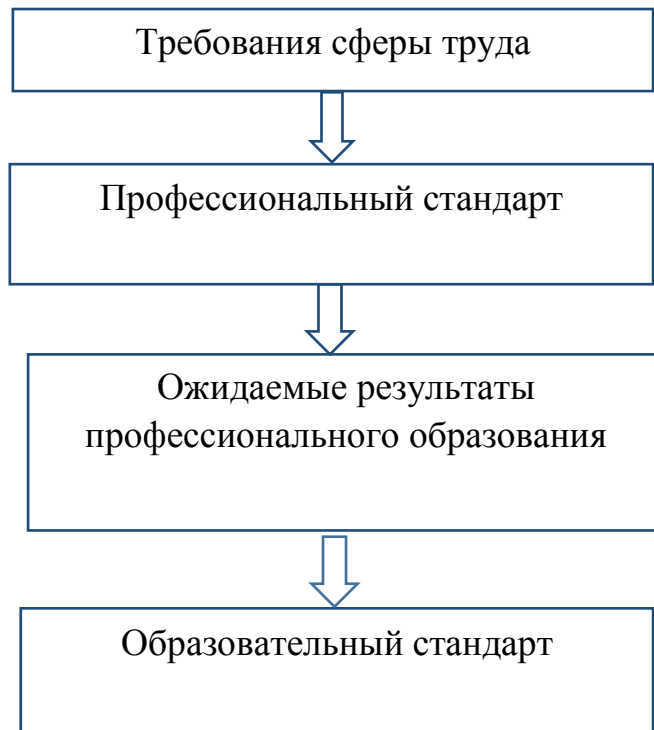 Требования сферы труда
Профессиональный стандарт
Ожидаемые результаты
профессионального образования
Образовательный стандарт